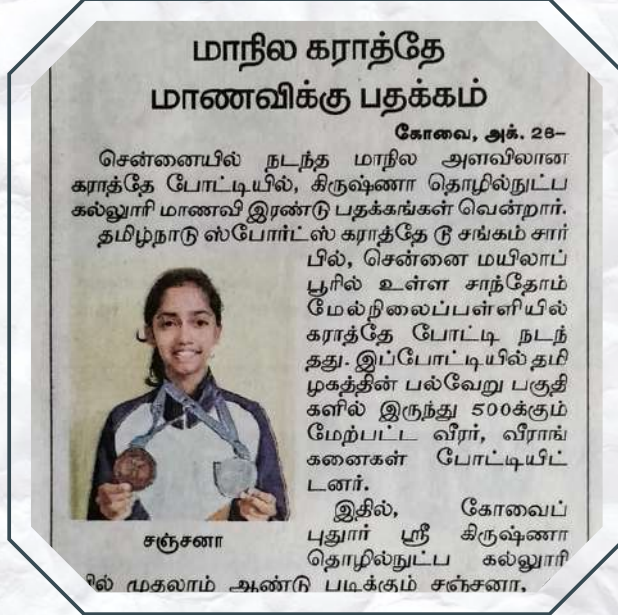 மாநில கராத்தே
மாணவிக்கு பதக்கம்
கோவை, அக். 28–
சென்னையில் நடந்த மாநில அளவிலான
கராத்தே போட்டியில், கிருஷ்ணா தொழில்நுட்ப
கல்லூரி மாணவி இரண்டு பதக்கங்கள் வென்றார்.
தமிழ்நாடு ஸ்போர்ட்ஸ் கராத்தே டூ சங்கம் சார்
பில், சென்னை மயிலாப்
பூரில் உள்ள சாந்தோம்
மேல்நிலைப்பள்ளியில்
கராத்தே போட்டி நடந்
தது. இப்போட்டியில் தமி
ழகத்தின் பல்வேறு பகுதி
களில் இருந்து 500க்கும்
மேற்பட்ட வீரர், வீராங்
கனைகள் போட்டியிட்
டனர்.
இதில், கோவைப்
புதூர் ஸ்ரீ கிருஷ்ணா
தொழில்நுட்ப கல்லூரி
யில் முதலாம் ஆண்டு படிக்கும் சஞ்சனா,
சஞ்சனா